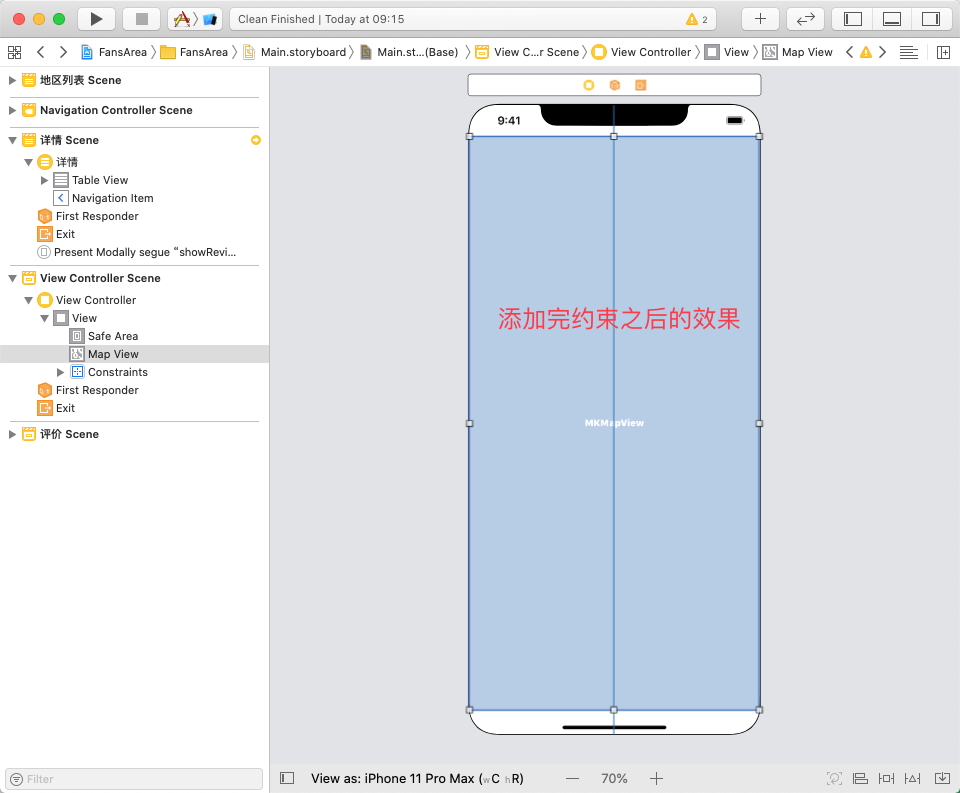 Clean Finished | Today at 09:15
2
FansArea
FansArea
Main.storyboard
Main.st...(Base)
View C...r Scene
View Controller
View
Map View
地区列表 Scene
Navigation Controller Scene
详情 Scene
详情
Table View
Navigation Item
First Responder
Exit
Present Modally segue “showRevi...
View Controller Scene
View Controller
View
Safe Area
Map View
Constraints
First Responder
Exit
评价 Scene
Filter
9:41
添加完约束之后的效果
MKMapView
View as: iPhone 11 Pro Max (wC hR)
70%